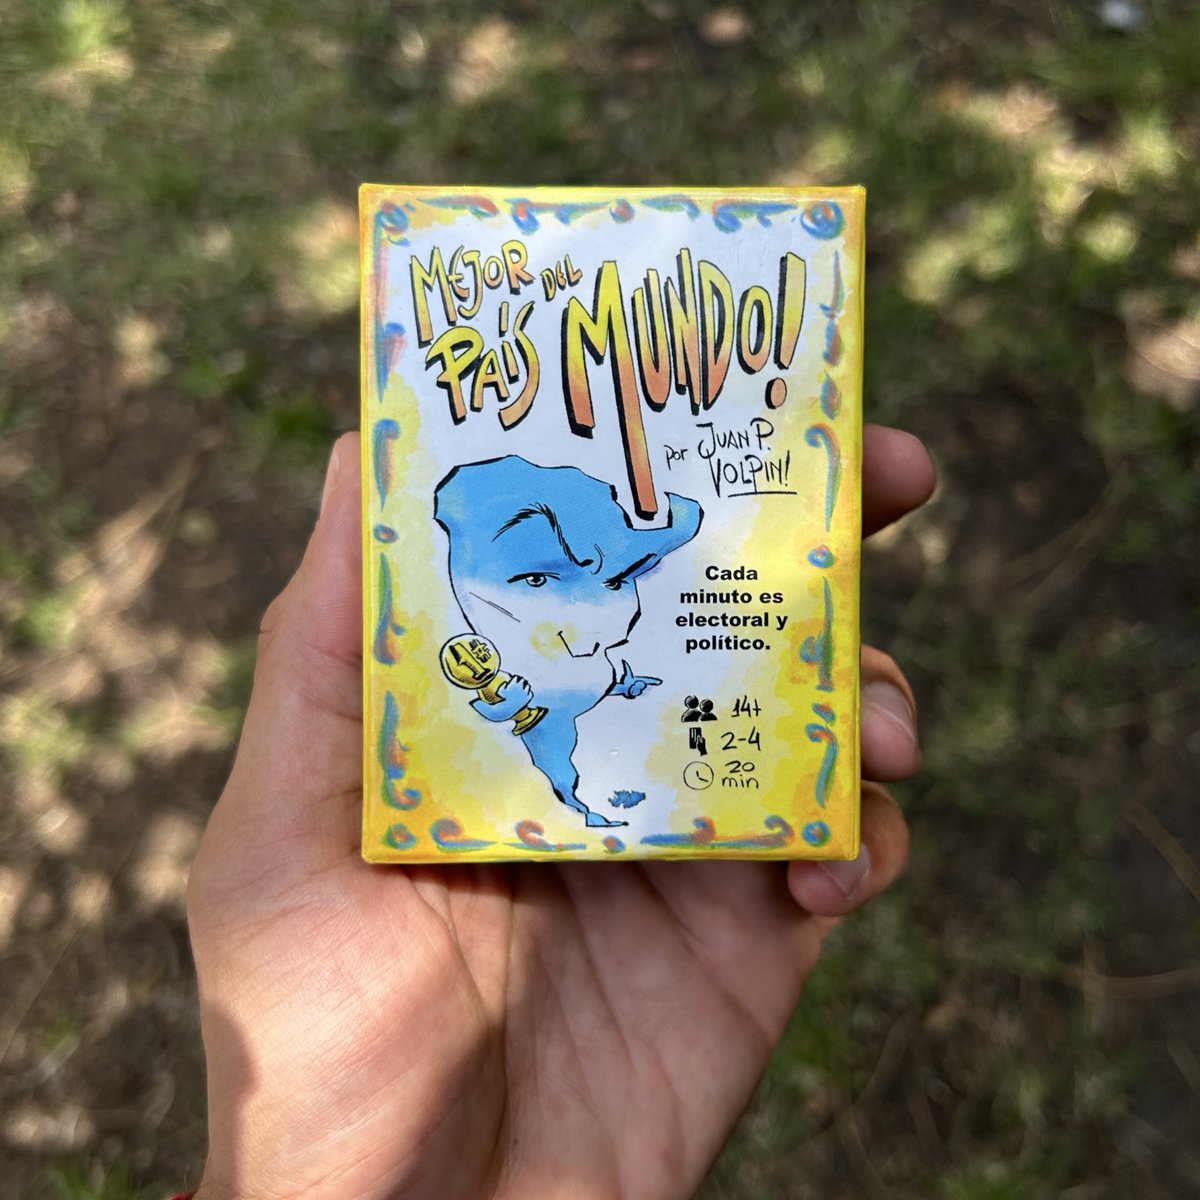 MEJOR DEL
PAÍS MUNDO!
por JUAN P.
VOLPIN!
Cada
minuto es
electoral y
político.
14+
2-4
20
min